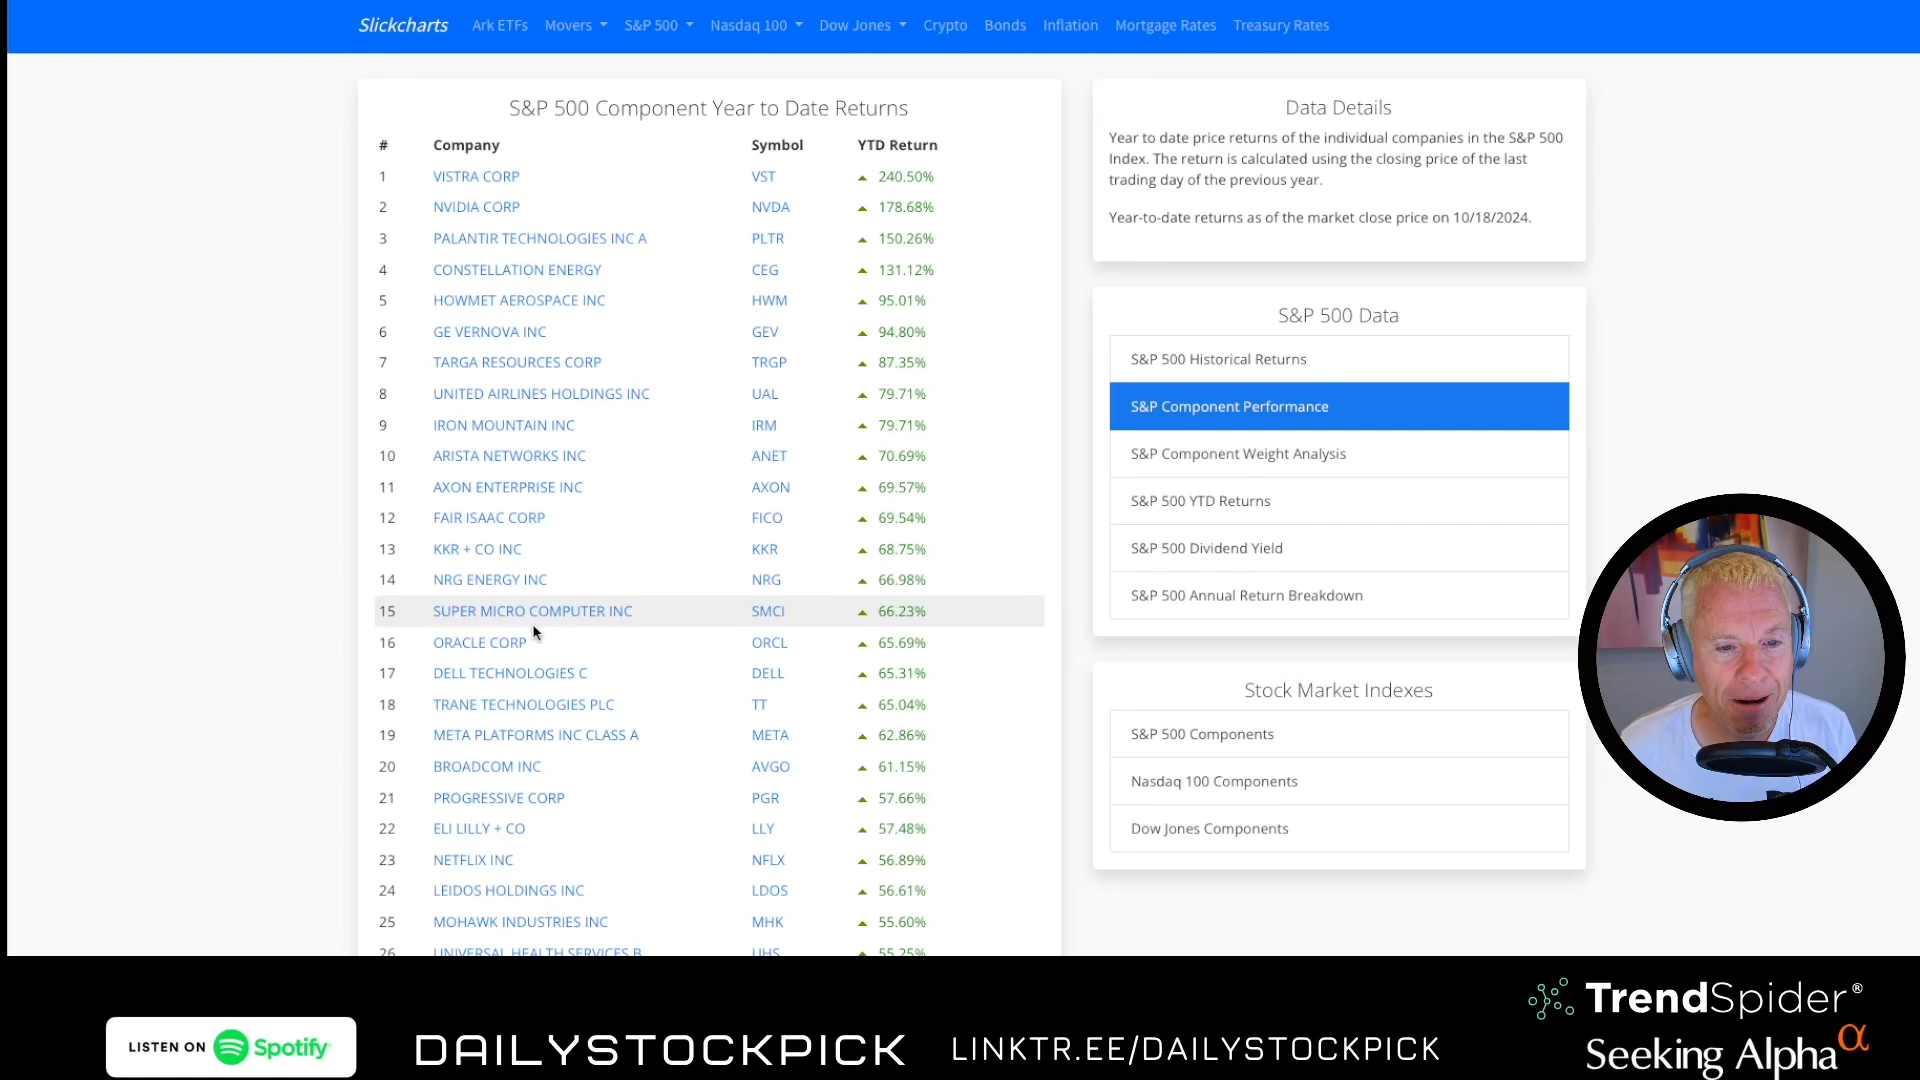 Slickcharts Ark ETFs Movers S&P 500 Nasdaq 100 Dow Jones Crypto Bonds Inflation Mortgage Rates Treasury Rates
S&P 500 Component Year to Date Returns
# Company Symbol YTD Return
1 VISTRA CORP VST 240.50%
2 NVIDIA CORP NVDA 178.68%
3 PALANTIR TECHNOLOGIES INC A PLTR 150.26%
4 CONSTELLATION ENERGY CEG 131.12%
5 HOWMET AEROSPACE INC HWM 95.01%
6 GE VERNOVA INC GEV 94.80%
7 TARGA RESOURCES CORP TRGP 87.35%
8 UNITED AIRLINES HOLDINGS INC UAL 79.71%
9 IRON MOUNTAIN INC IRM 79.71%
10 ARISTA NETWORKS INC ANET 70.69%
11 AXON ENTERPRISE INC AXON 69.57%
12 FAIR ISAAC CORP FICO 69.54%
13 KKR + CO INC KKR 68.75%
14 NRG ENERGY INC NRG 66.98%
15 SUPER MICRO COMPUTER INC SMCI 66.23%
16 ORACLE CORP ORCL 65.69%
17 DELL TECHNOLOGIES C DELL 65.31%
18 TRANE TECHNOLOGIES PLC TT 65.04%
19 META PLATFORMS INC CLASS A META 62.86%
20 BROADCOM INC AVGO 61.15%
21 PROGRESSIVE CORP PGR 57.66%
22 ELI LILLY + CO LLY 57.48%
23 NETFLIX INC NFLX 56.89%
24 LEIDOS HOLDINGS INC LDOS 56.61%
25 MOHAWK INDUSTRIES INC MHK 55.60%
26 UNIVERSAL HEALTH SERVICES B UHS 55.25%
Data Details
Year to date price returns of the individual companies in the S&P 500
Index. The return is calculated using the closing price of the last
trading day of the previous year.
Year-to-date returns as of the market close price on 10/18/2024.
S&P 500 Data
S&P 500 Historical Returns
S&P Component Performance
S&P Component Weight Analysis
S&P 500 YTD Returns
S&P 500 Dividend Yield
S&P 500 Annual Return Breakdown
Stock Market Indexes
S&P 500 Components
Nasdaq 100 Components
Dow Jones Components
LISTEN ON Spotify
DAILYSTOCKPICK
LINKTR.EE/DAILYSTOCKPICK
TrendSpider®
Seeking Alpha α